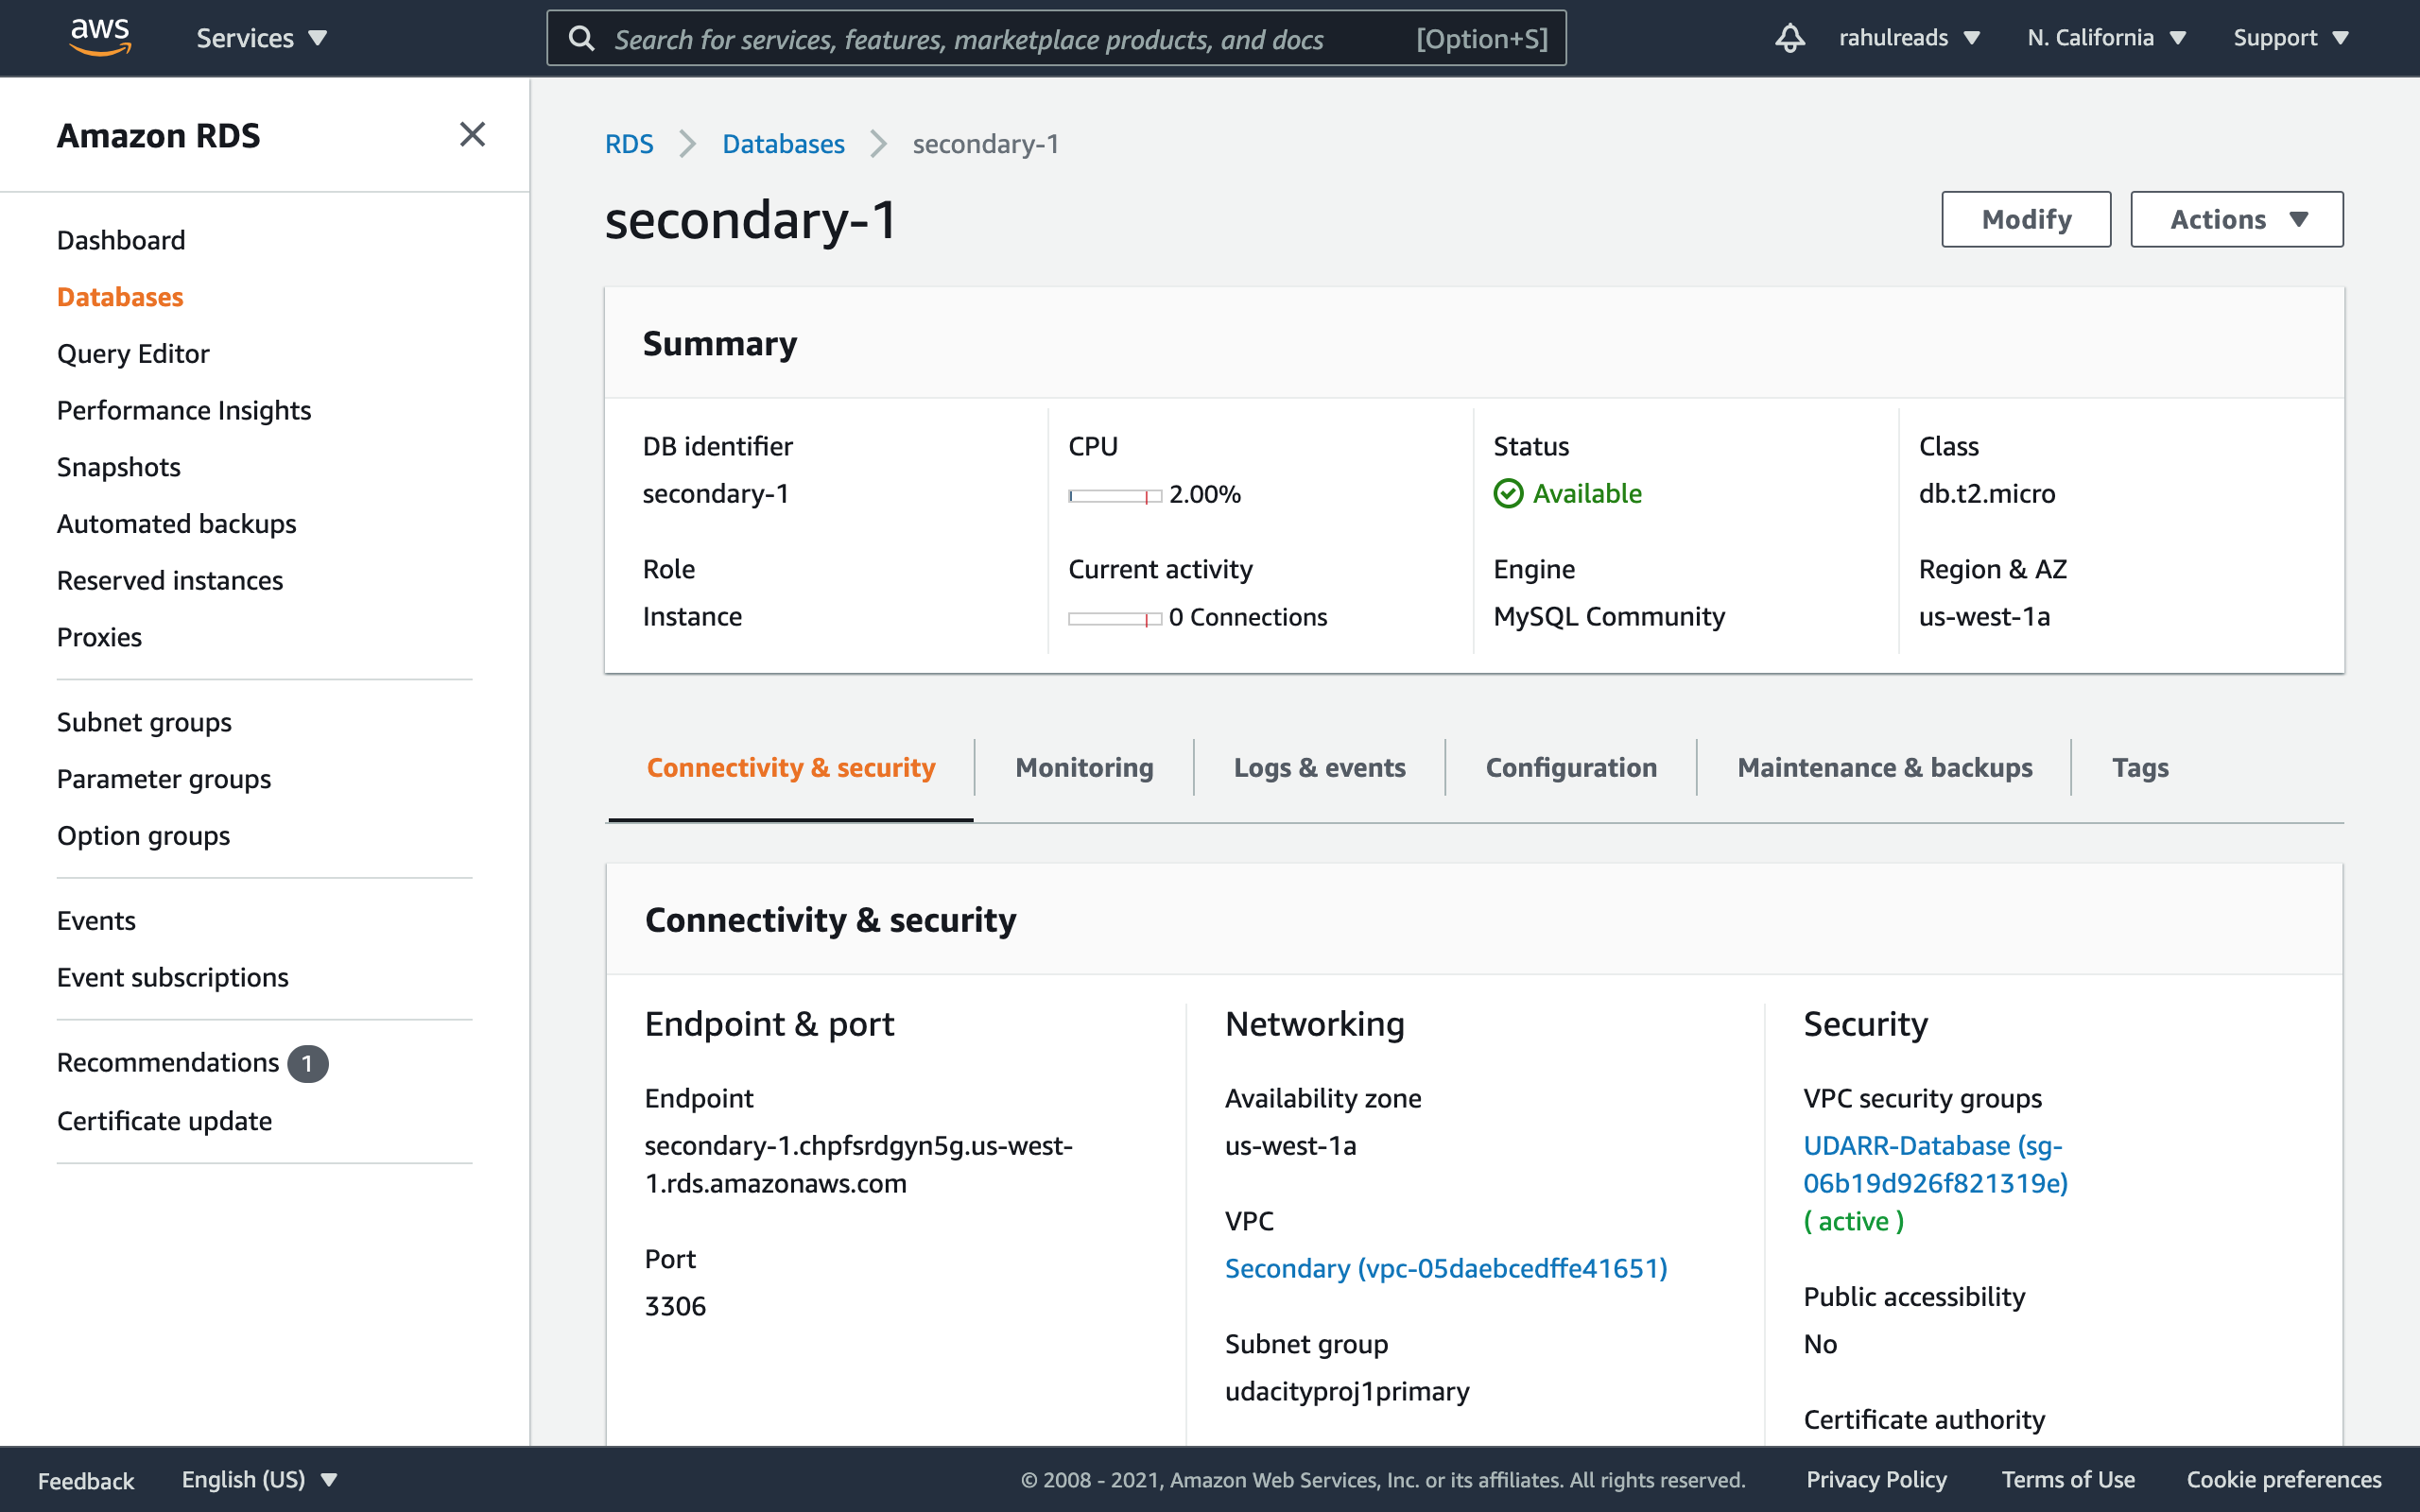 aws
Services
Search for services, features, marketplace products, and docs
[Option+S]
rahulreads
N. California
Support
Amazon RDS
Dashboard
Databases
Query Editor
Performance Insights
Snapshots
Automated backups
Reserved instances
Proxies
Subnet groups
Parameter groups
Option groups
Events
Event subscriptions
Recommendations 1
Certificate update
RDS
Databases
secondary-1
secondary-1
Modify
Actions
Summary
DB identifier
secondary-1
CPU
2.00%
Status
Available
Class
db.t2.micro
Role
Instance
Current activity
0 Connections
Engine
MySQL Community
Region & AZ
us-west-1a
Connectivity & security
Monitoring
Logs & events
Configuration
Maintenance & backups
Tags
Connectivity & security
Endpoint & port
Endpoint
secondary-1.chpfsrdgyn5g.us-west-
1.rds.amazonaws.com
Port
3306
Networking
Availability zone
us-west-1a
VPC
Secondary (vpc-05daebcedffe41651)
Subnet group
udacityproj1primary
Security
VPC security groups
UDARR-Database (sg-
06b19d926f821319e)
( active )
Public accessibility
No
Certificate authority
Feedback
English (US)
© 2008 - 2021, Amazon Web Services, Inc. or its affiliates. All rights reserved.
Privacy Policy
Terms of Use
Cookie preferences